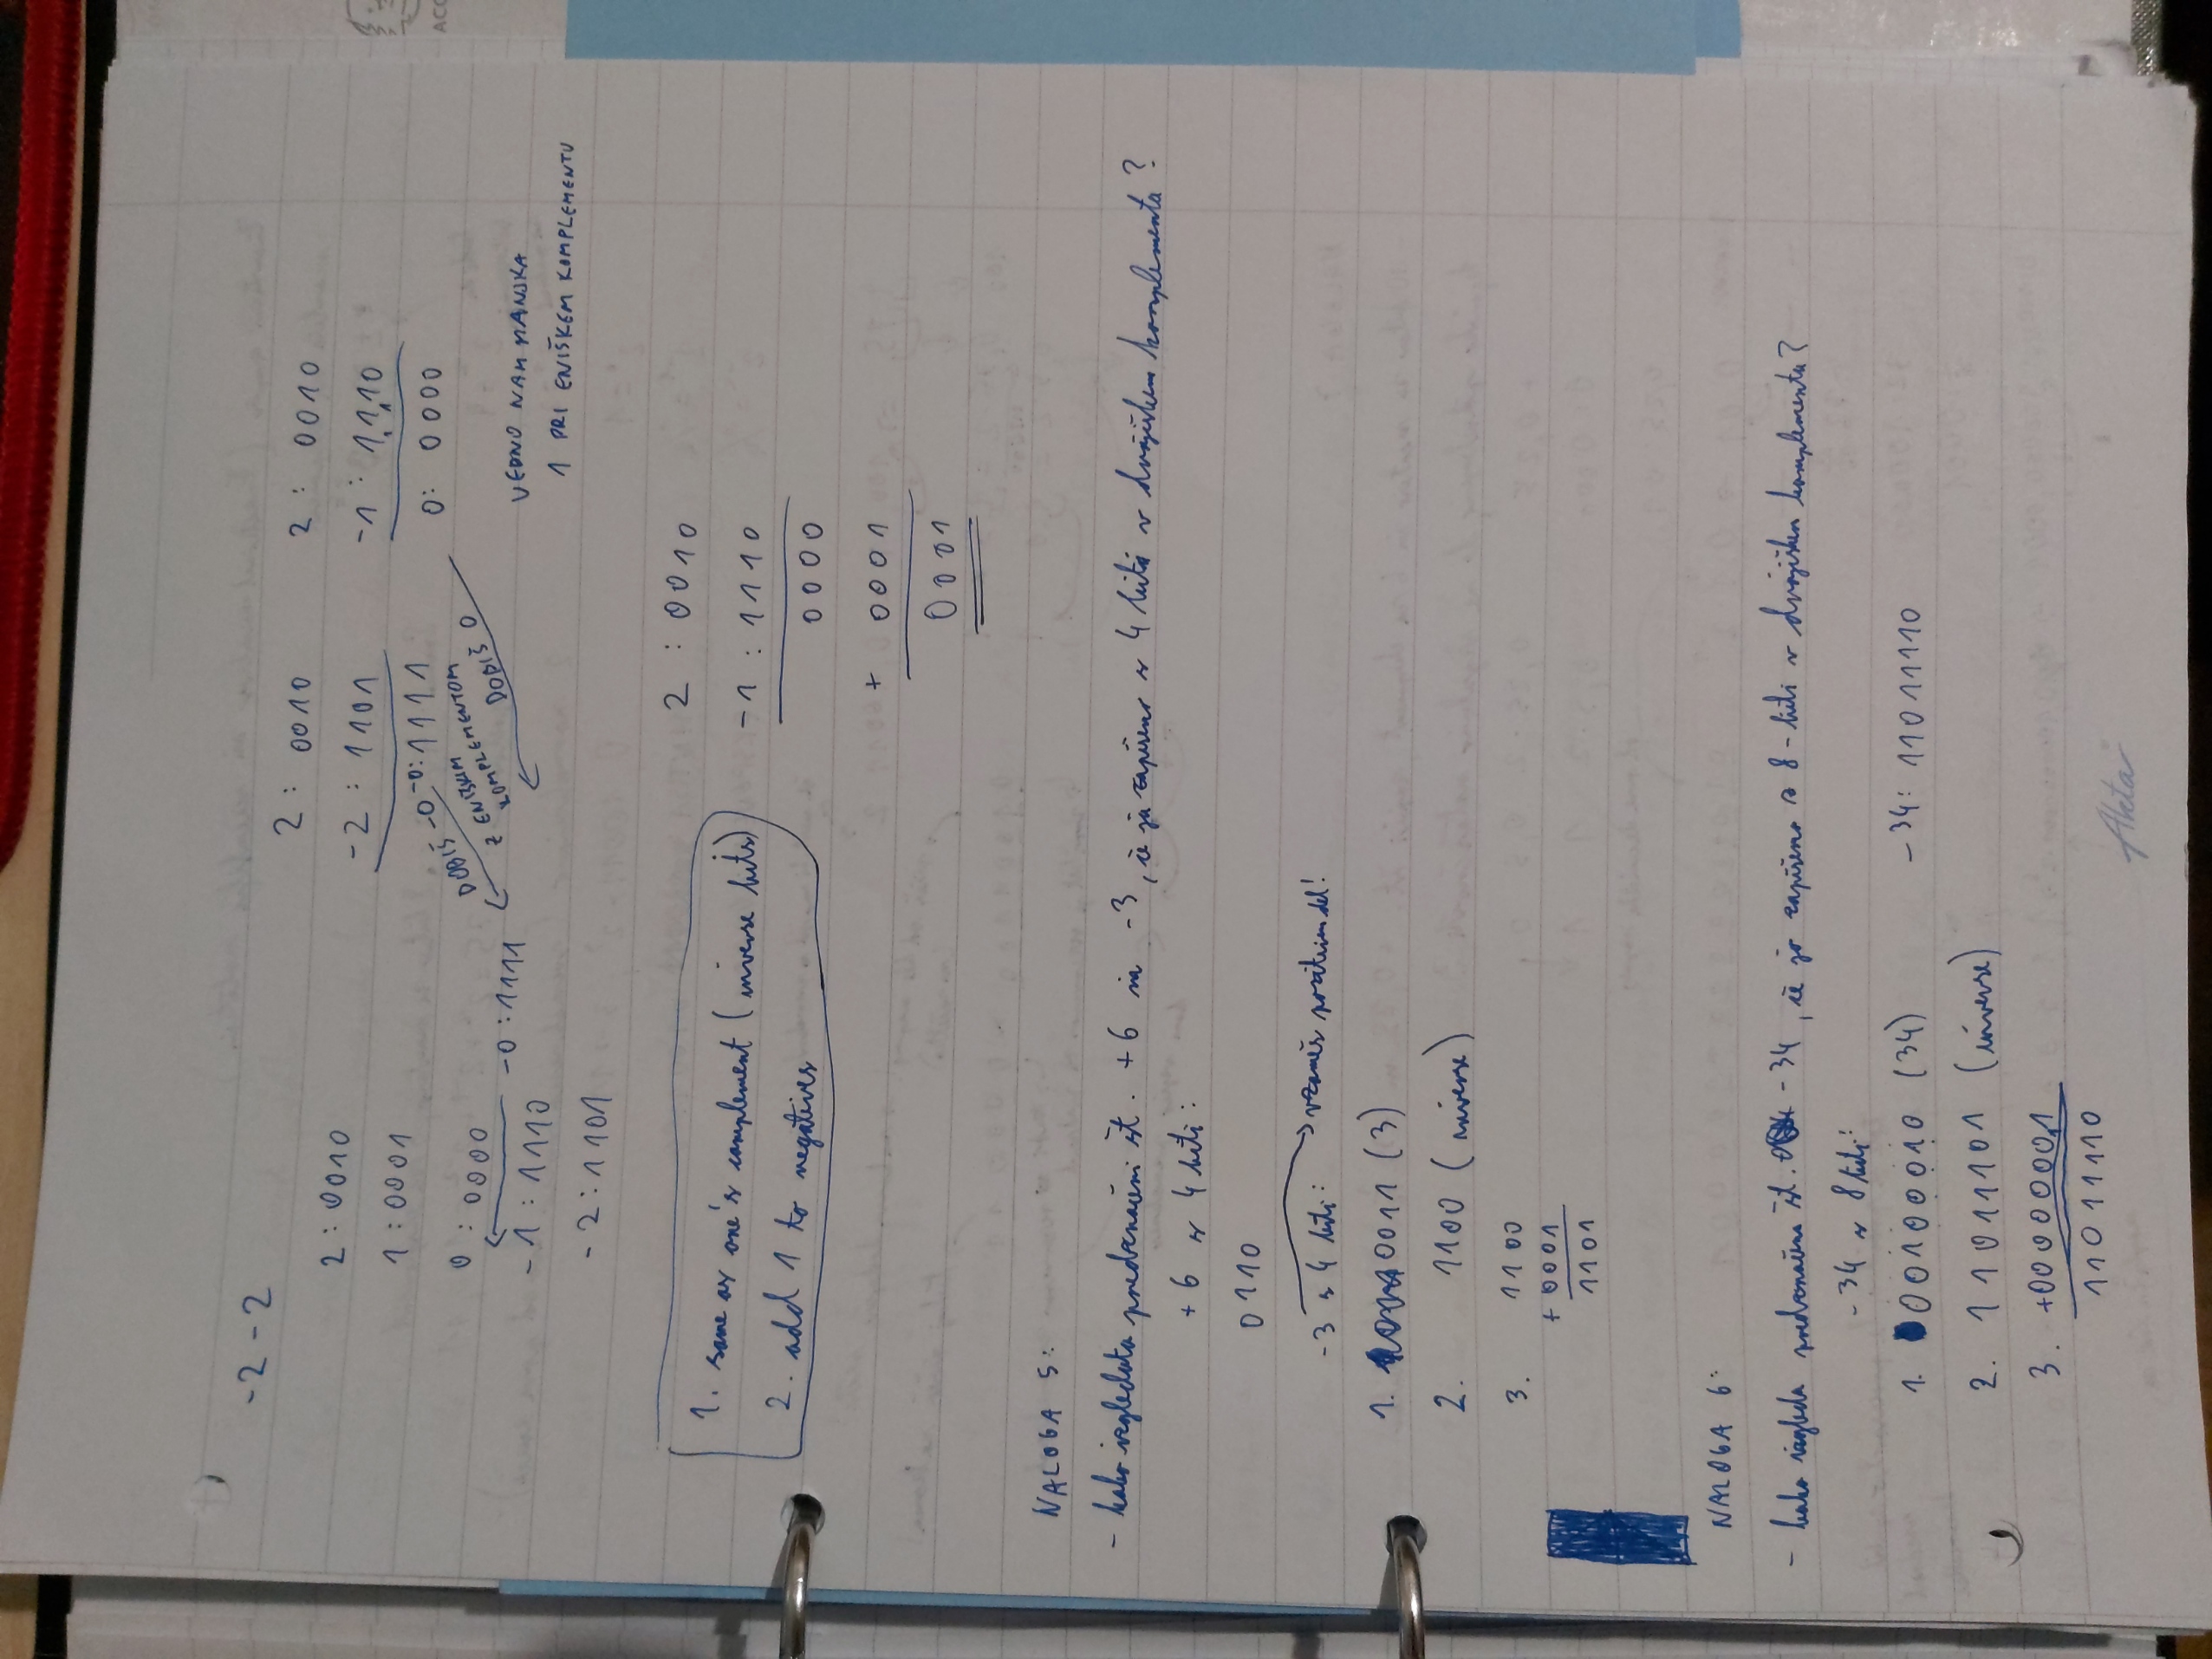 -2 -2
2 : 0010
1 : 0001
0 : 0000
-0 : 1111
-1 : 1110
-2 : 1101
2 : 0010
-2 : 1101
-0: 1111
DOBIŠ -0
Z ENIŠKIM
KOMPLEMENTOM
2 : 0010
-1 : 1110
0: 0000
DOBIŠ 0
VEDNO NAM MANJKA
1 PRI ENIŠKEM KOMPLEMENTU
1. same as one's complement (inverse bits)
2. add 1 to negatives
2 : 0010
-1 : 1110
0000
+ 0001
0001
NALOGA 5:
- kako izgledata predznačeni št. +6 in -3, če jo zapišemo s 4 biti v dvojiškem komplementu?
+6 s 4 biti:
0110
-3 s 4 biti: → vzameš pozitiven del!
1. 0011 (3)
2. 1100 (inverse)
3. 1100
+ 0001
1101
NALOGA 6:
- kako izgleda predznačena št. -34, če jo zapišemo z 8-biti v dvojiškem komplementu?
-34 z 8 biti:
1. 00100010 (34)
-34: 11011110
2. 11011101 (inverse)
3. +00000001
11011110
Akta